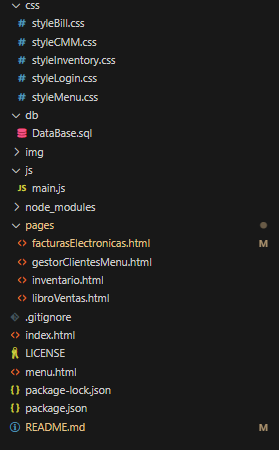 css
styleBill.css
styleCMM.css
styleInventory.css
styleLogin.css
styleMenu.css
db
DataBase.sql
img
js
JS main.js
node_modules
pages
facturasElectronicas.html M
gestorClientesMenu.html
inventario.html
libroVentas.html
.gitignore
index.html
LICENSE
menu.html
package-lock.json
package.json
README.md M